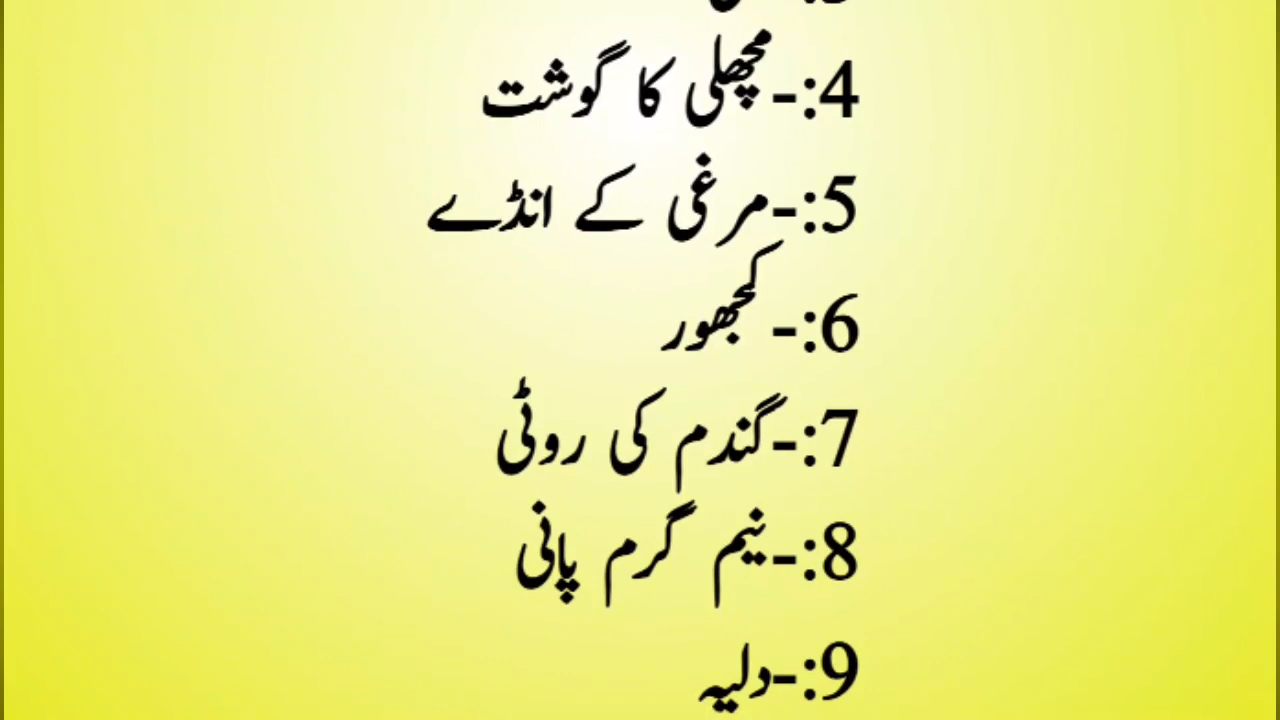 4:-مچھلی کا گوشت
5:-مرغی کے انڈے
6:-کجھور
7:-گندم کی روٹی
8:-نیم گرم پانی
9:-دلیہ